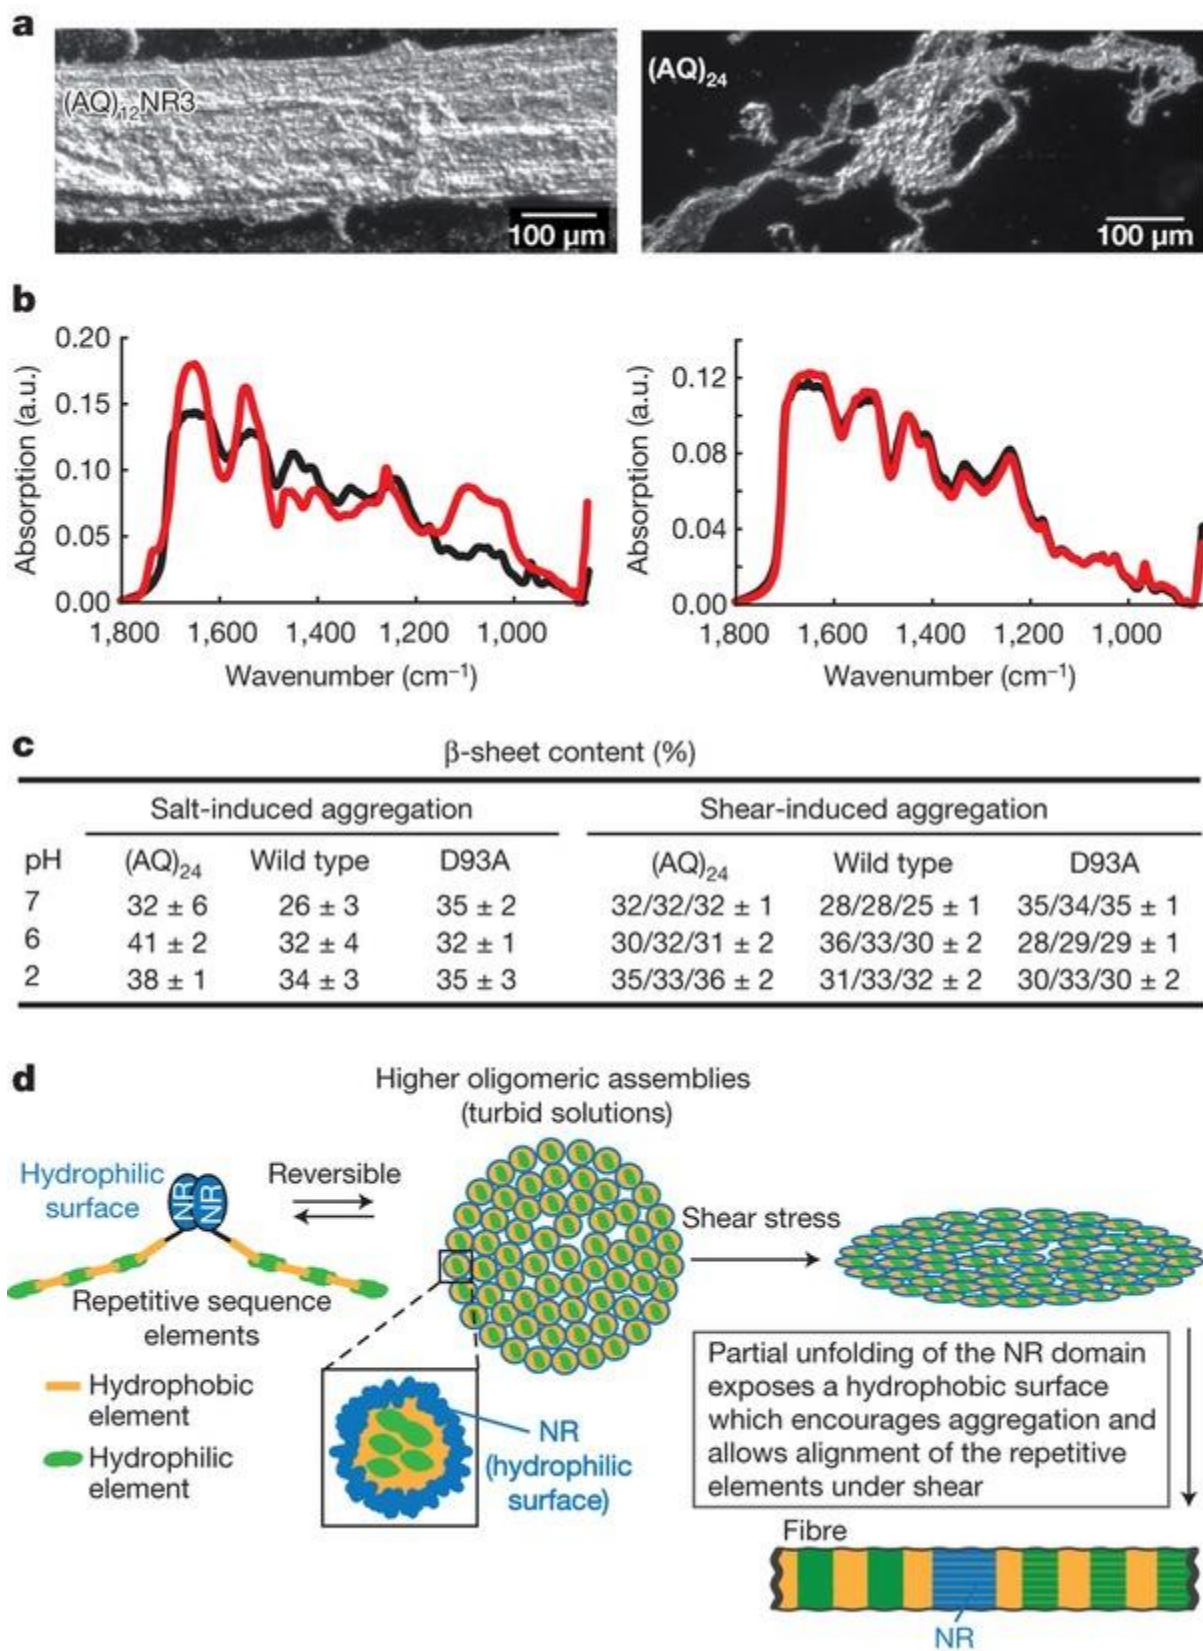 a
(AQ)12NR3
100 µm
(AQ)24
100 µm
b
Absorption (a.u.)
0.20
0.15
0.10
0.05
0.00
1,800 1,600 1,400 1,200 1,000
Wavenumber (cm–1)
Absorption (a.u.)
0.12
0.08
0.04
0.00
1,800 1,600 1,400 1,200 1,000
Wavenumber (cm–1)
c
β-sheet content (%)
Salt-induced aggregation Shear-induced aggregation
pH (AQ)24 Wild type D93A (AQ)24 Wild type D93A
7 32 ± 6 26 ± 3 35 ± 2 32/32/32 ± 1 28/28/25 ± 1 35/34/35 ± 1
6 41 ± 2 32 ± 4 32 ± 1 30/32/31 ± 2 36/33/30 ± 2 28/29/29 ± 1
2 38 ± 1 34 ± 3 35 ± 3 35/33/36 ± 2 31/33/32 ± 2 30/33/30 ± 2
d
Higher oligomeric assemblies
(turbid solutions)
Hydrophilic
surface
NR
NR
Reversible
Shear stress
Repetitive sequence
elements
Hydrophobic
element
Hydrophilic
element
NR
(hydrophilic
surface)
Partial unfolding of the NR domain
exposes a hydrophobic surface
which encourages aggregation and
allows alignment of the repetitive
elements under shear
Fibre
NR